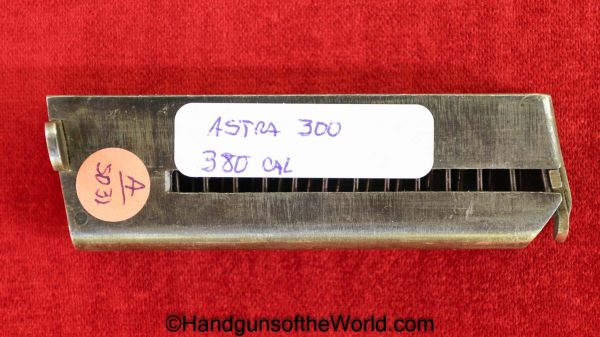 ASTRA 300
380 CAL
A
5031
©HandgunsoftheWorld.com